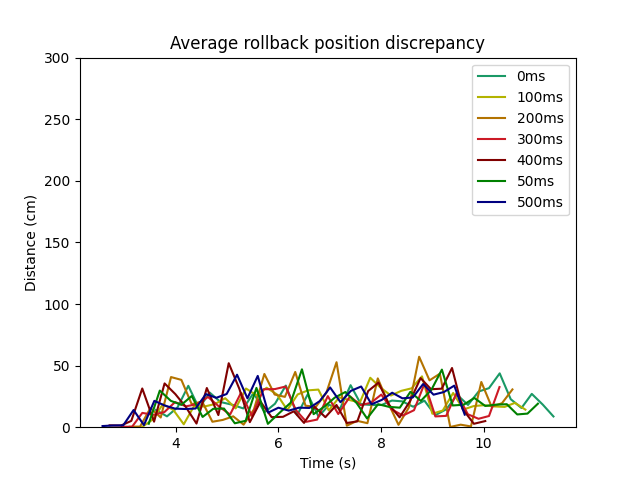 Average rollback position discrepancy
300
250
200
150
100
50
0
Distance (cm)
4
6
8
10
Time (s)
0ms
100ms
200ms
300ms
400ms
50ms
500ms